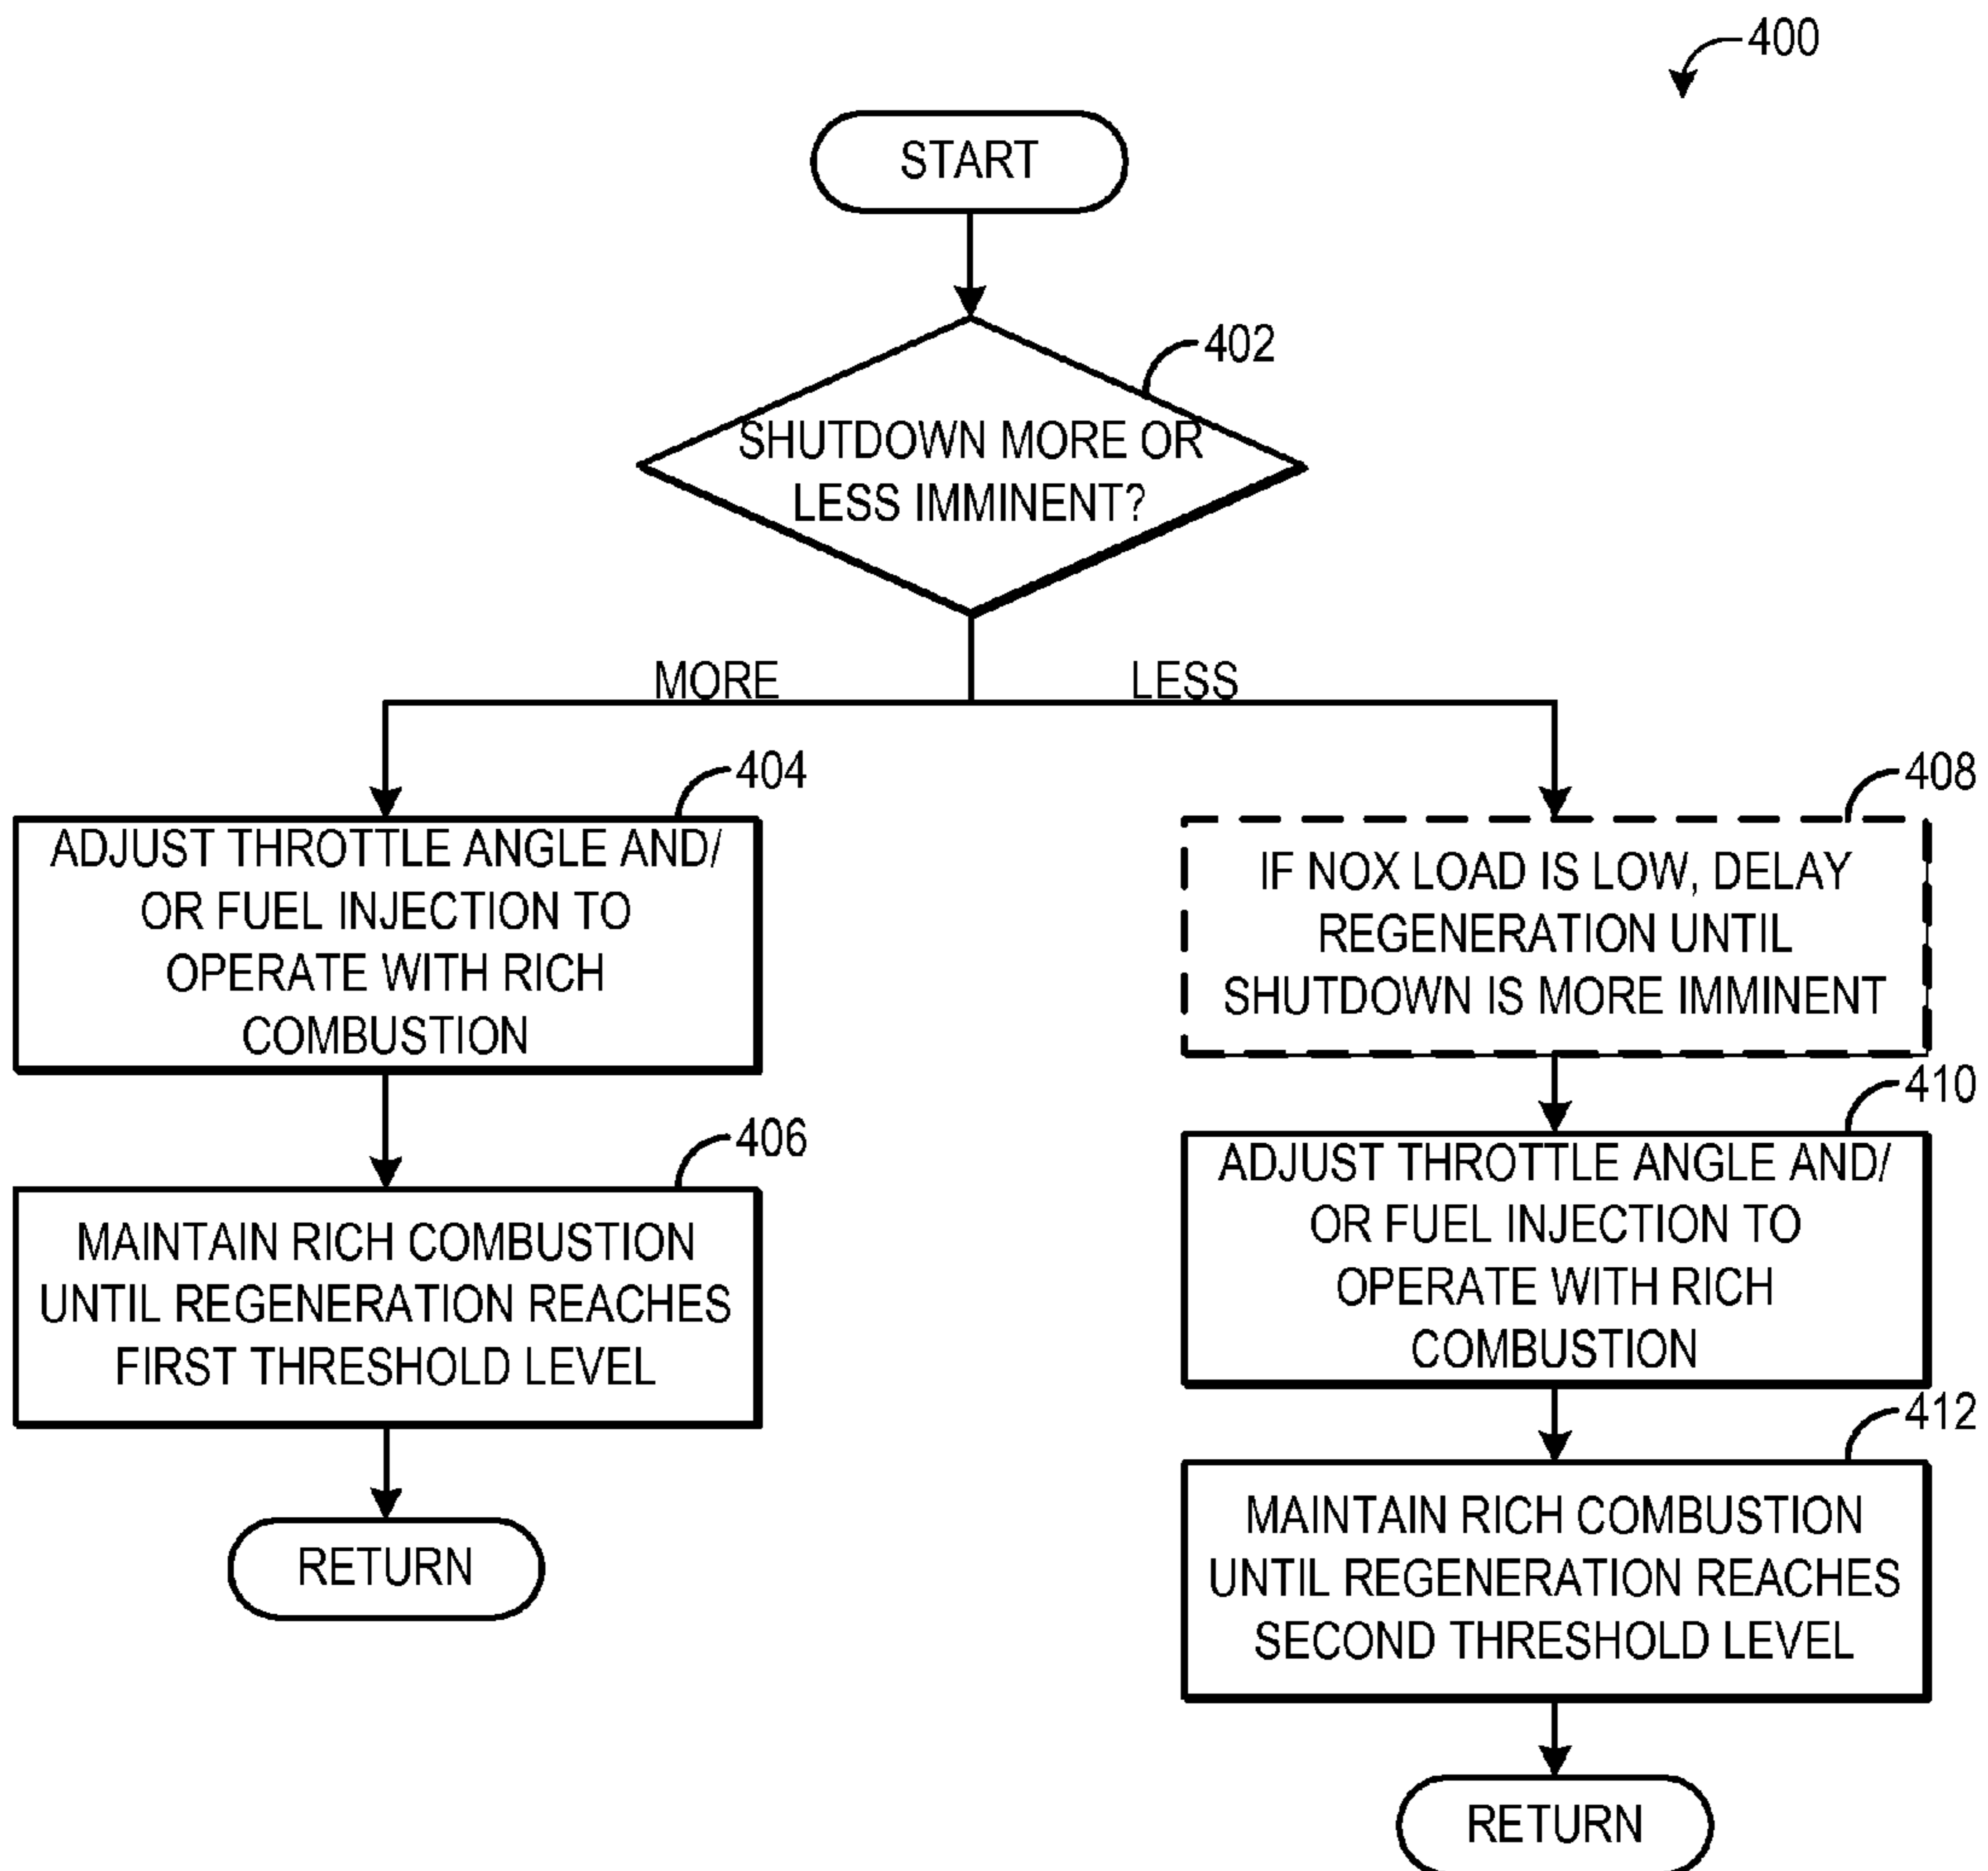 400
START
402
SHUTDOWN MORE OR
LESS IMMINENT?
MORE
LESS
404
ADJUST THROTTLE ANGLE AND/
OR FUEL INJECTION TO
OPERATE WITH RICH
COMBUSTION
406
MAINTAIN RICH COMBUSTION
UNTIL REGENERATION REACHES
FIRST THRESHOLD LEVEL
RETURN
408
IF NOX LOAD IS LOW, DELAY
REGENERATION UNTIL
SHUTDOWN IS MORE IMMINENT
410
ADJUST THROTTLE ANGLE AND/
OR FUEL INJECTION TO
OPERATE WITH RICH
COMBUSTION
412
MAINTAIN RICH COMBUSTION
UNTIL REGENERATION REACHES
SECOND THRESHOLD LEVEL
RETURN